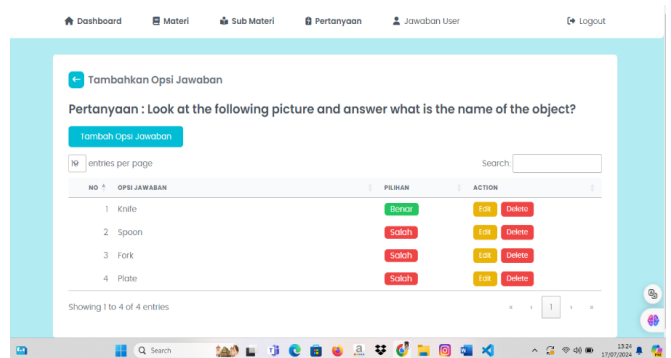 Dashboard Materi Sub Materi Pertanyaan Jawaban User Logout
Tambahkan Opsi Jawaban
Pertanyaan : Look at the following picture and answer what is the name of the object?
Tambah Opsi Jawaban
10 entries per page Search:
NO OPSI JAWABAN PILIHAN ACTION
1 Knife Benar Edit Delete
2 Spoon Salah Edit Delete
3 Fork Salah Edit Delete
4 Plate Salah Edit Delete
Showing 1 to 4 of 4 entries « ‹ 1 › »
Search 13:24
17/07/2024